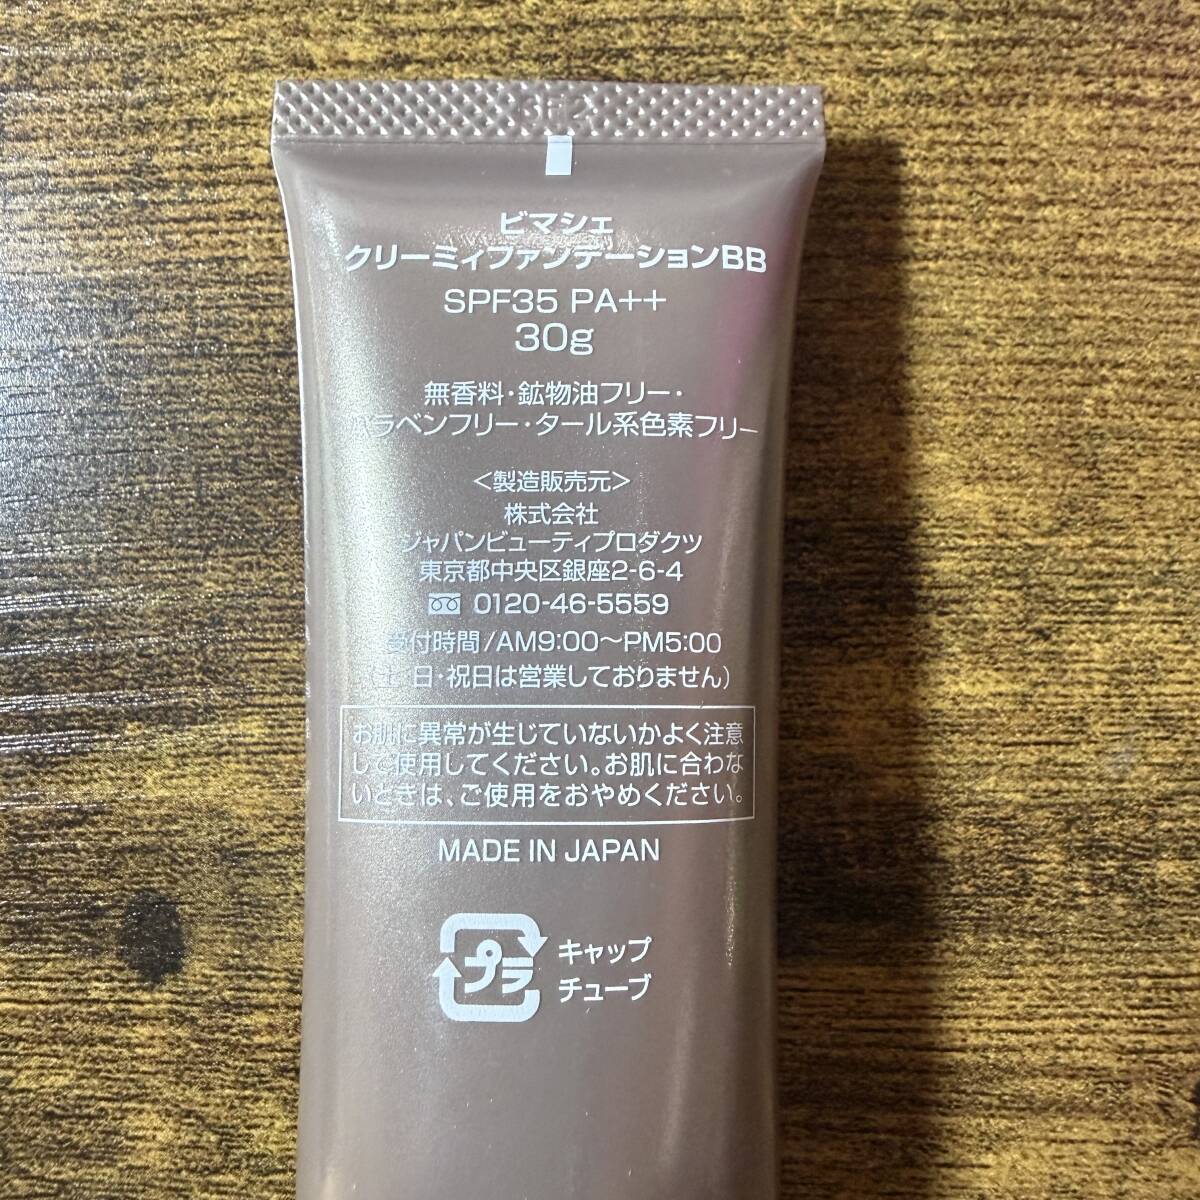 ビマシェ
クリーミィファンデーションBB
SPF35 PA++
30g
無香料・鉱物油フリー・
パラベンフリー・タール系色素フリー
<製造販売元>
株式会社
ジャパンビューティプロダクツ
東京都中央区銀座2-6-4
0120-46-5559
受付時間/AM9:00〜PM5:00
(土・日・祝日は営業しておりません)
お肌に異常が生じていないかよく注意
して使用してください。お肌に合わな
いときは、ご使用をおやめください。
MADE IN JAPAN
プラ
キャップ
チューブ